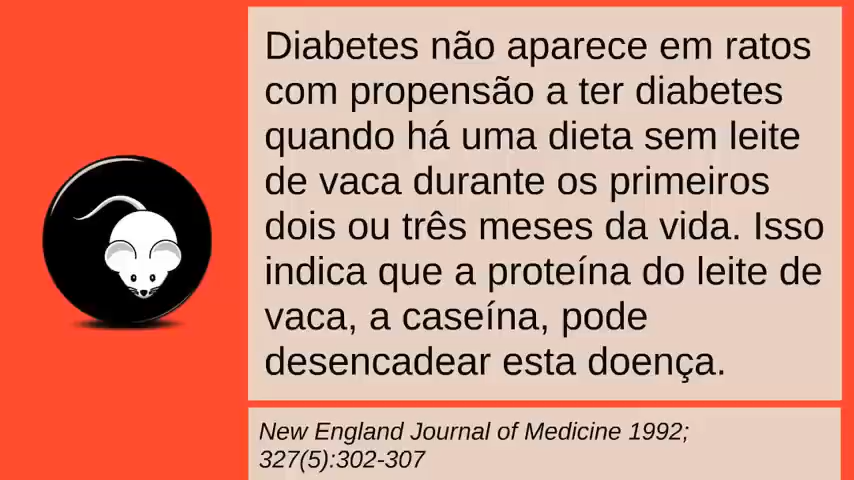 Diabetes não aparece em ratos
com propensão a ter diabetes
quando há uma dieta sem leite
de vaca durante os primeiros
dois ou três meses da vida. Isso
indica que a proteína do leite de
vaca, a caseína, pode
desencadear esta doença.
New England Journal of Medicine 1992;
327(5):302-307